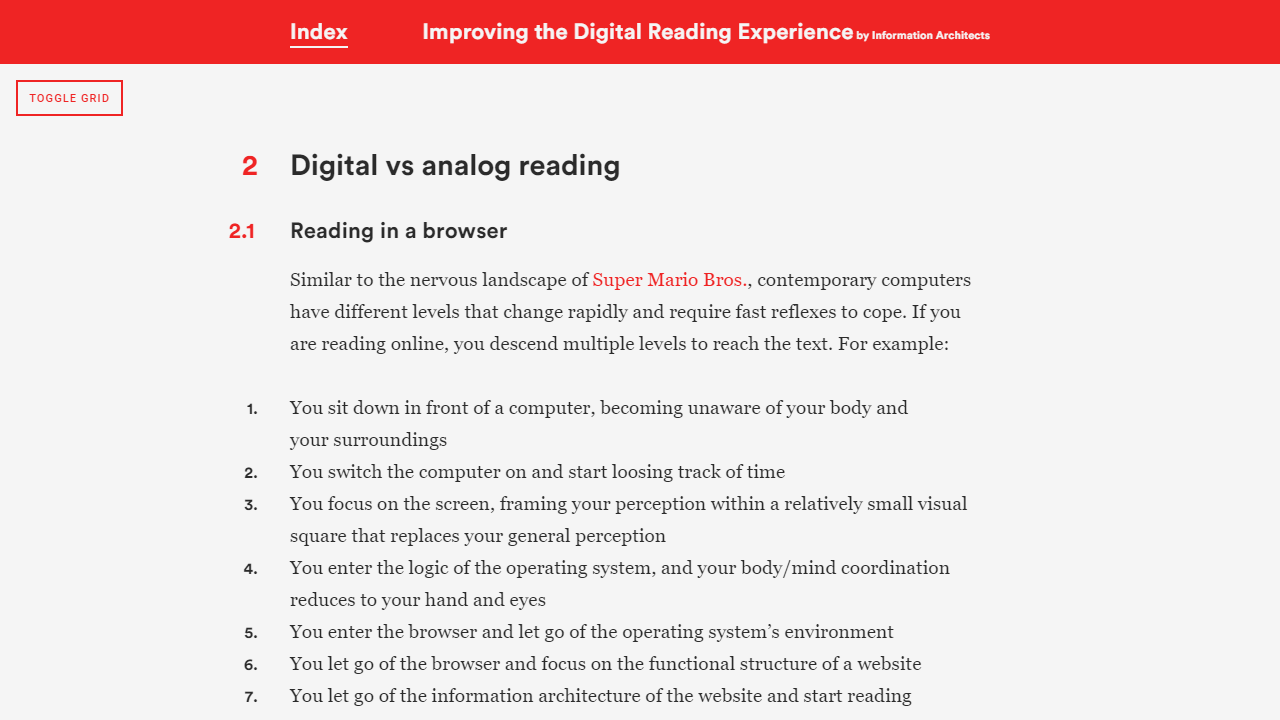 Index Improving the Digital Reading Experience by Information Architects
TOGGLE GRID
2 Digital vs analog reading
2.1 Reading in a browser
Similar to the nervous landscape of Super Mario Bros., contemporary computers
have different levels that change rapidly and require fast reflexes to cope. If you
are reading online, you descend multiple levels to reach the text. For example:
1. You sit down in front of a computer, becoming unaware of your body and
your surroundings
2. You switch the computer on and start loosing track of time
3. You focus on the screen, framing your perception within a relatively small visual
square that replaces your general perception
4. You enter the logic of the operating system, and your body/mind coordination
reduces to your hand and eyes
5. You enter the browser and let go of the operating system’s environment
6. You let go of the browser and focus on the functional structure of a website
7. You let go of the information architecture of the website and start reading